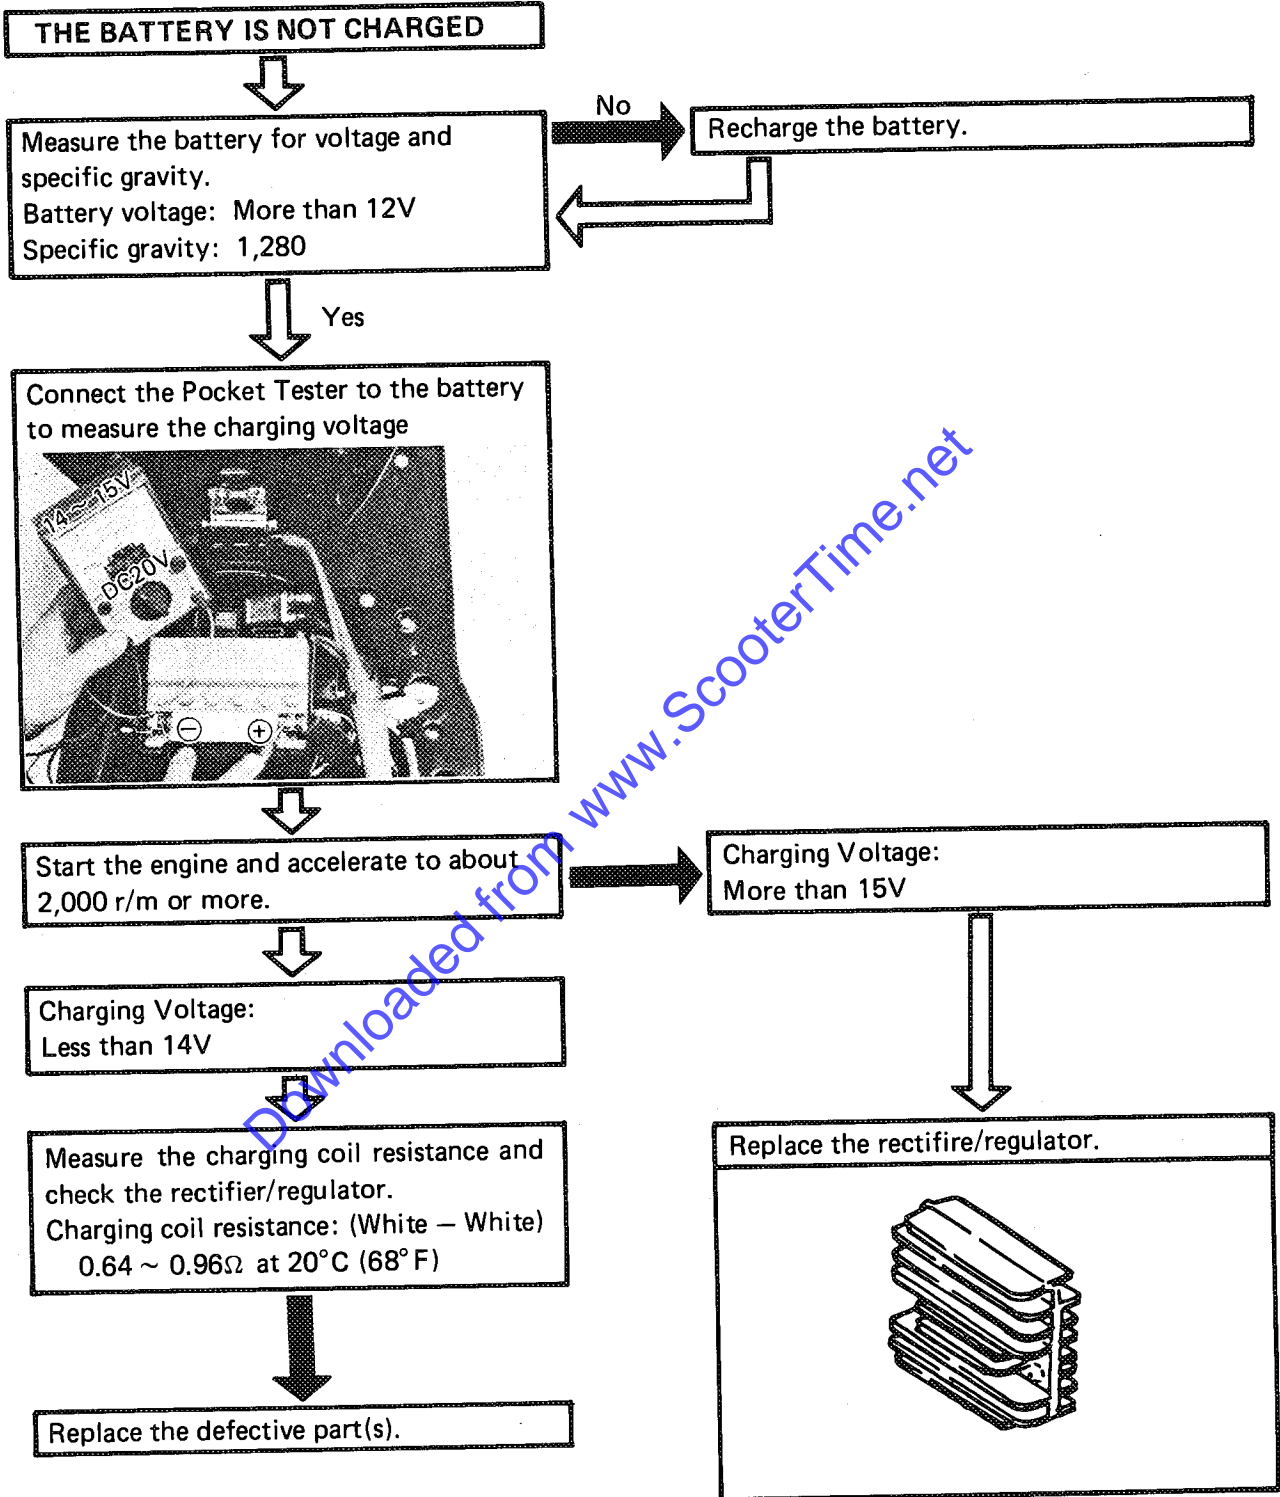 THE BATTERY IS NOT CHARGED
Measure the battery for voltage and
specific gravity.
Battery voltage: More than 12V
Specific gravity: 1,280
No
Recharge the battery.
Yes
Connect the Pocket Tester to the battery
to measure the charging voltage
14 ~ 15V
DC20V
− +
Start the engine and accelerate to about
2,000 r/m or more.
Charging Voltage:
More than 15V
Charging Voltage:
Less than 14V
Measure the charging coil resistance and
check the rectifier/regulator.
Charging coil resistance: (White – White)
0.64 ~ 0.96Ω at 20°C (68°F)
Replace the rectifire/regulator.
Replace the defective part(s).
Downloaded from www.ScooterTime.net